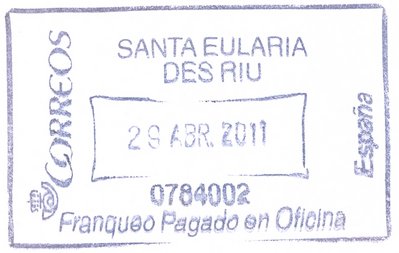 CORREOS
SANTA EULARIA
DES RIU
29 ABR. 2011
0784002
España
Franqueo Pagado en Oficina